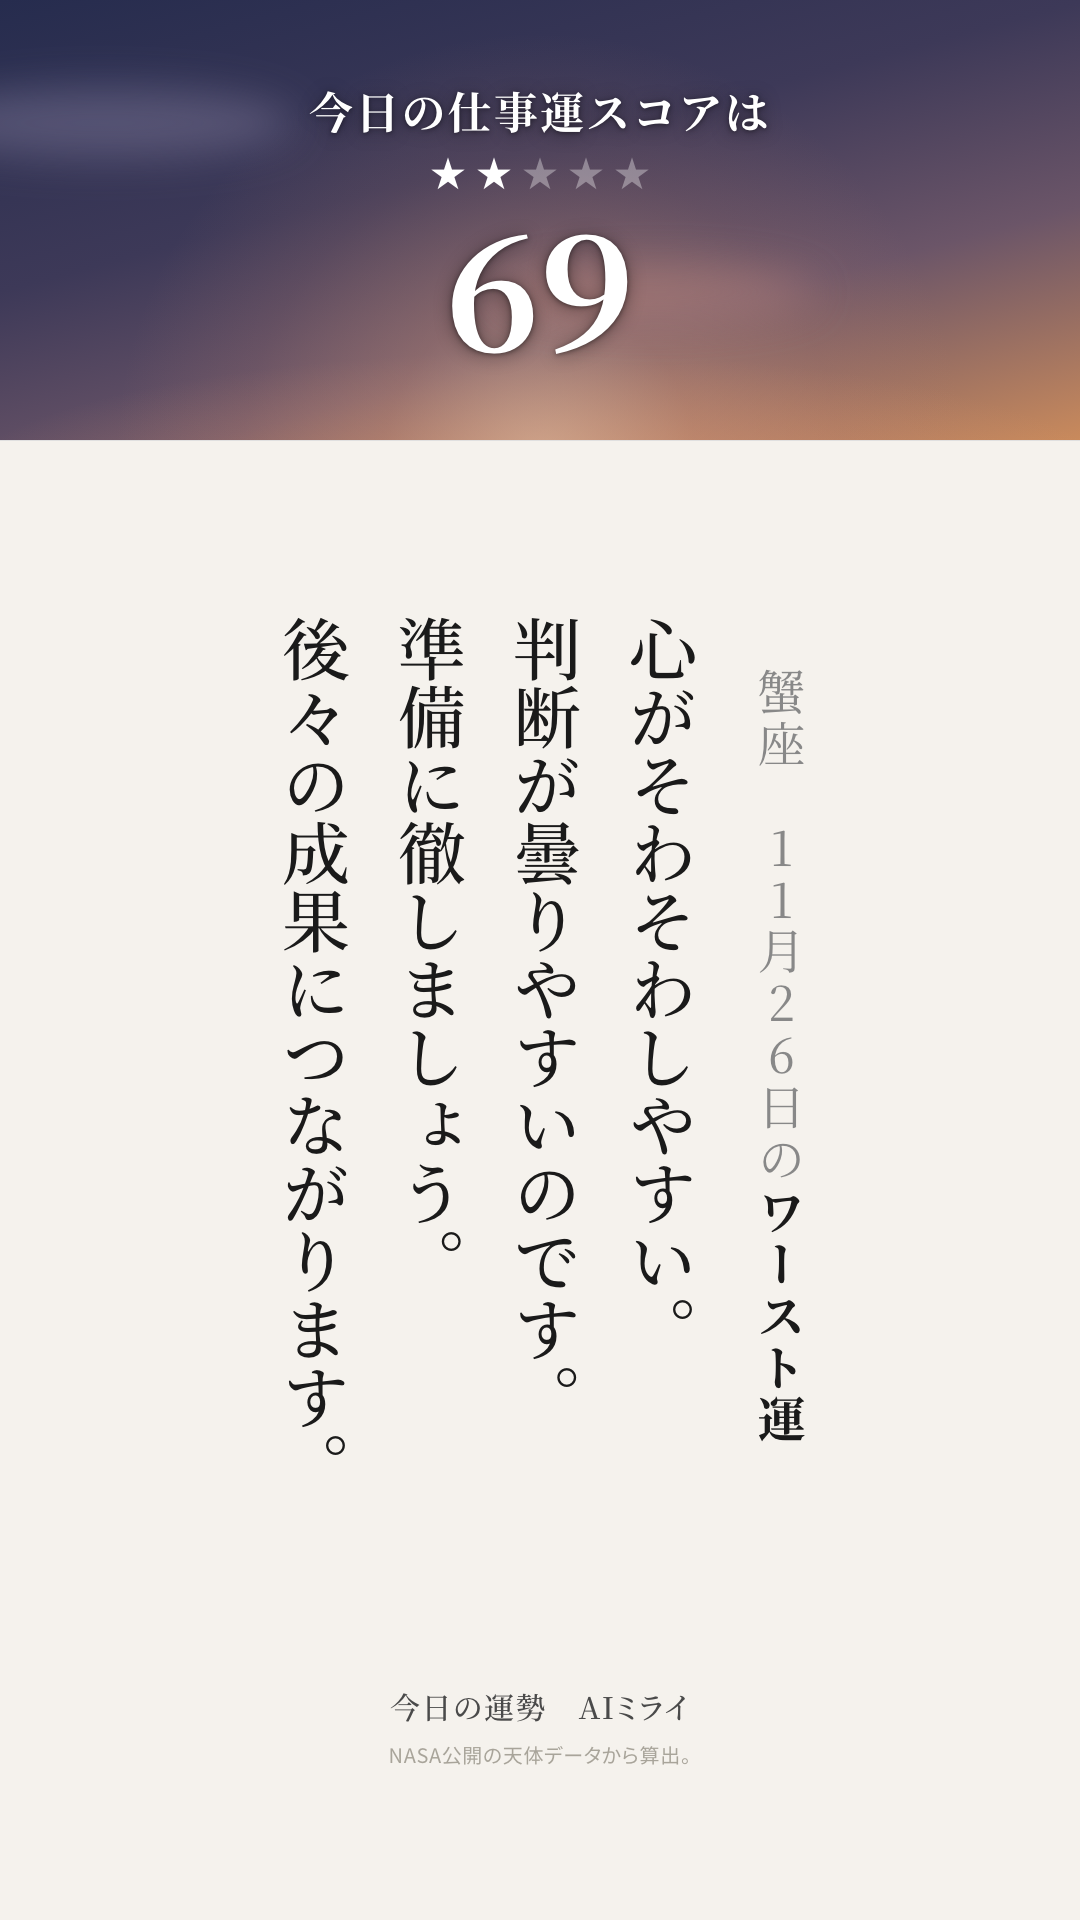 今日の仕事運スコアは
★★★★★
69
蟹座　11月26日のワースト運
心がそわそわしやすい。
判断が曇りやすいのです。
準備に徹しましょう。
後々の成果につながります。
今日の運勢　AIミライ
NASA公開の天体データから算出。